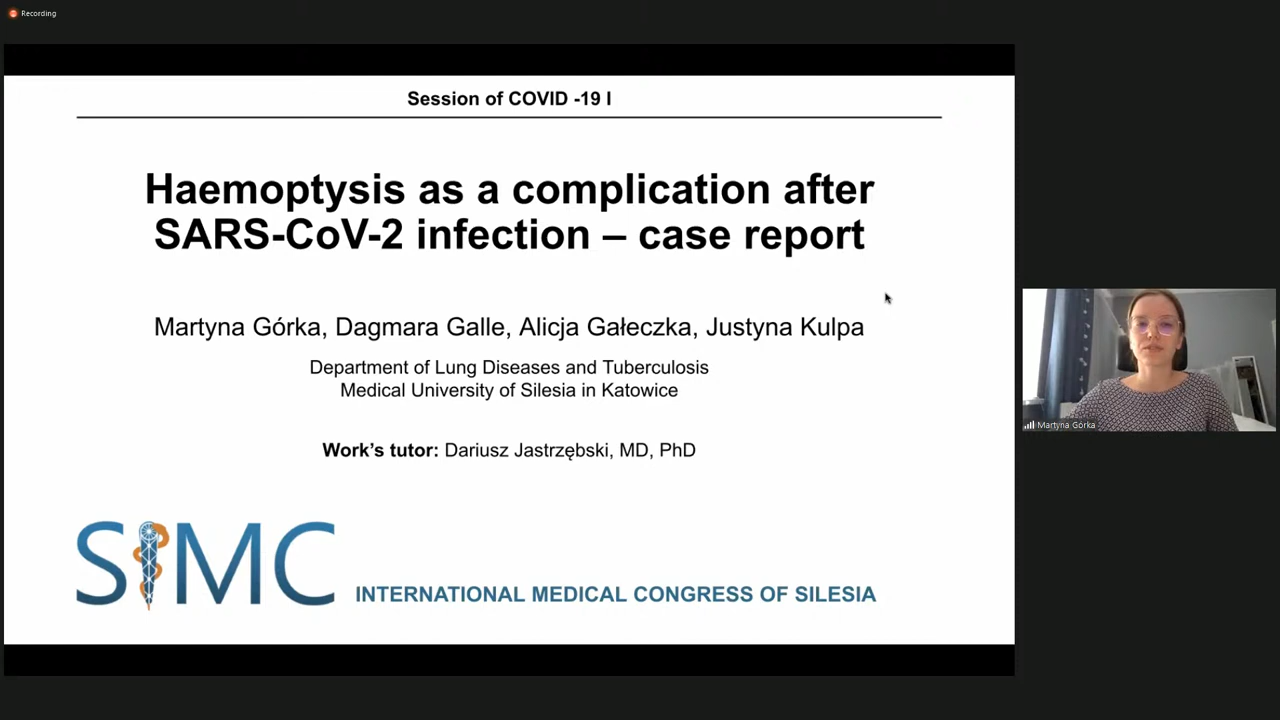 Recording
Session of COVID -19 I
Haemoptysis as a complication after
SARS-CoV-2 infection – case report
Martyna Górka, Dagmara Galle, Alicja Gałeczka, Justyna Kulpa
Department of Lung Diseases and Tuberculosis
Medical University of Silesia in Katowice
Work's tutor: Dariusz Jastrzębski, MD, PhD
SIMC
INTERNATIONAL MEDICAL CONGRESS OF SILESIA
Martyna Górka